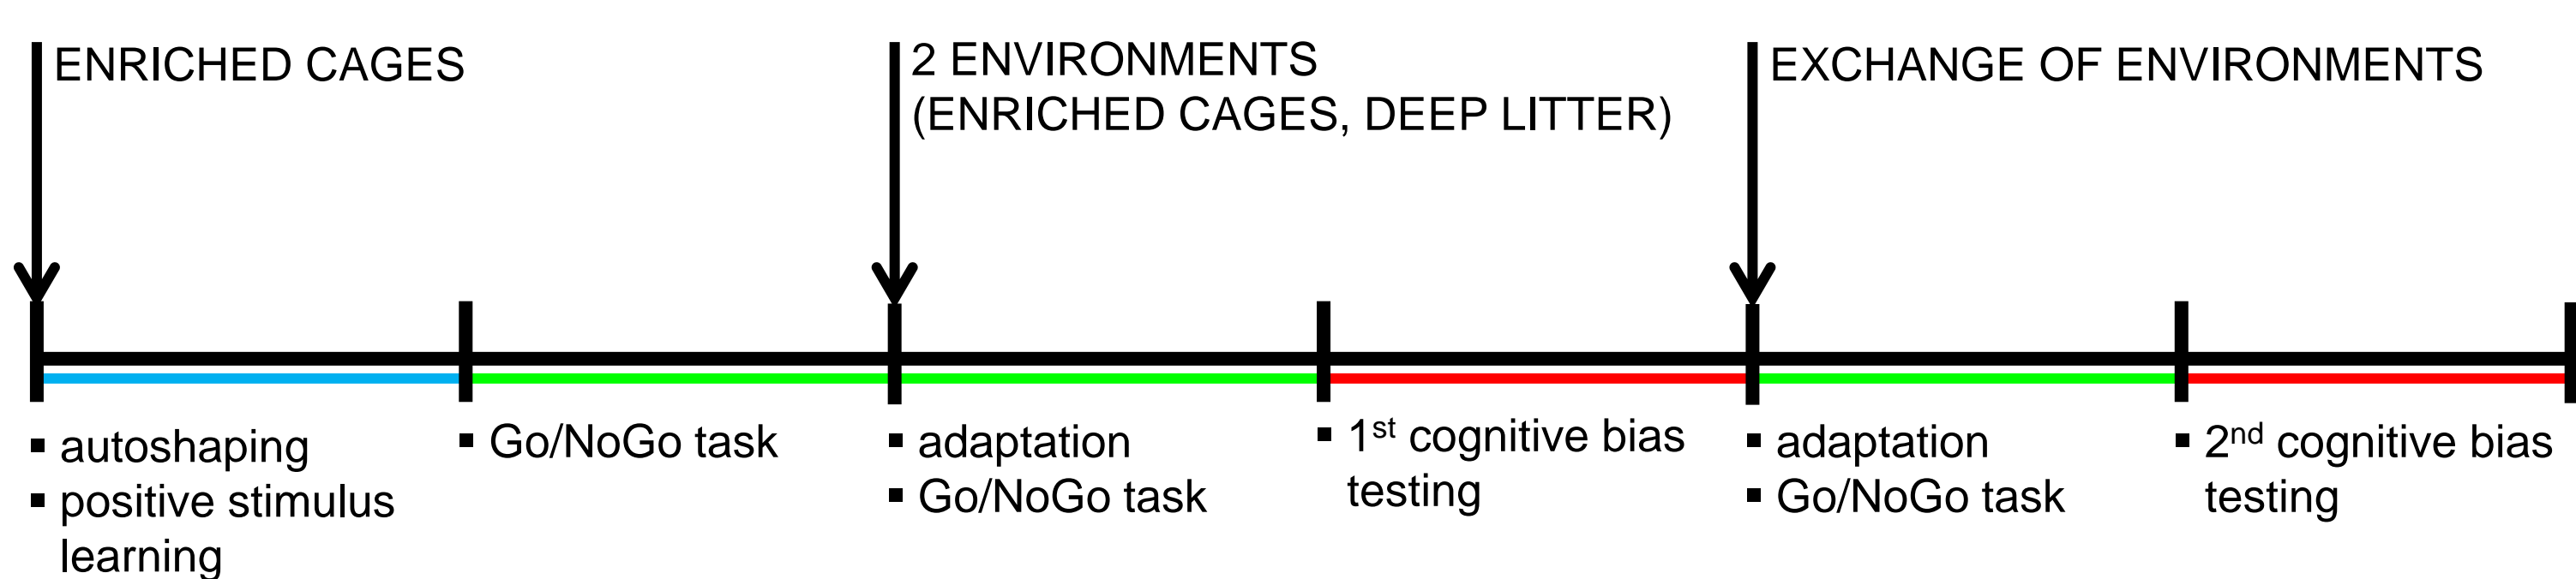 ENRICHED CAGES
2 ENVIRONMENTS
(ENRICHED CAGES, DEEP LITTER)
EXCHANGE OF ENVIRONMENTS
▪ autoshaping
▪ positive stimulus
learning
▪ Go/NoGo task
▪ adaptation
▪ Go/NoGo task
▪ 1st cognitive bias
testing
▪ adaptation
▪ Go/NoGo task
▪ 2nd cognitive bias
testing